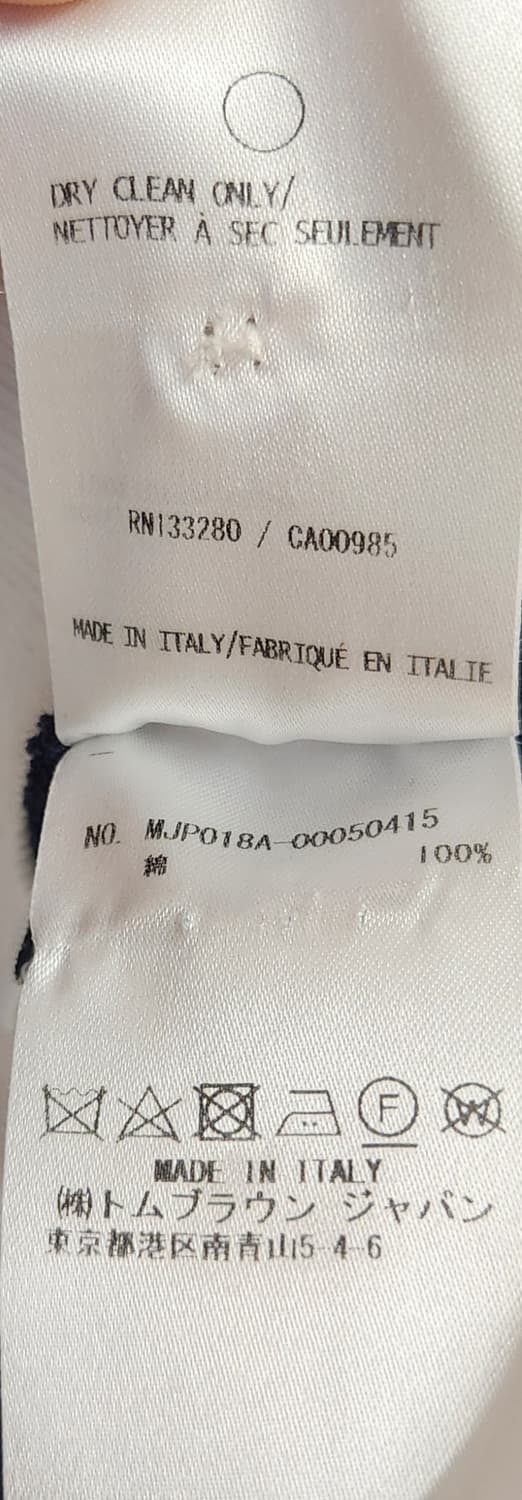 DRY CLEAN ONLY/
NETTOYER À SEC SEULEMENT
RN133280 / CA00985
MADE IN ITALY/FABRIQUÉ EN ITALIE
NO. MJP018A-00050415
綿 100%
F W
MADE IN ITALY
(株)トムブラウン ジャパン
東京都港区南青山5-4-6